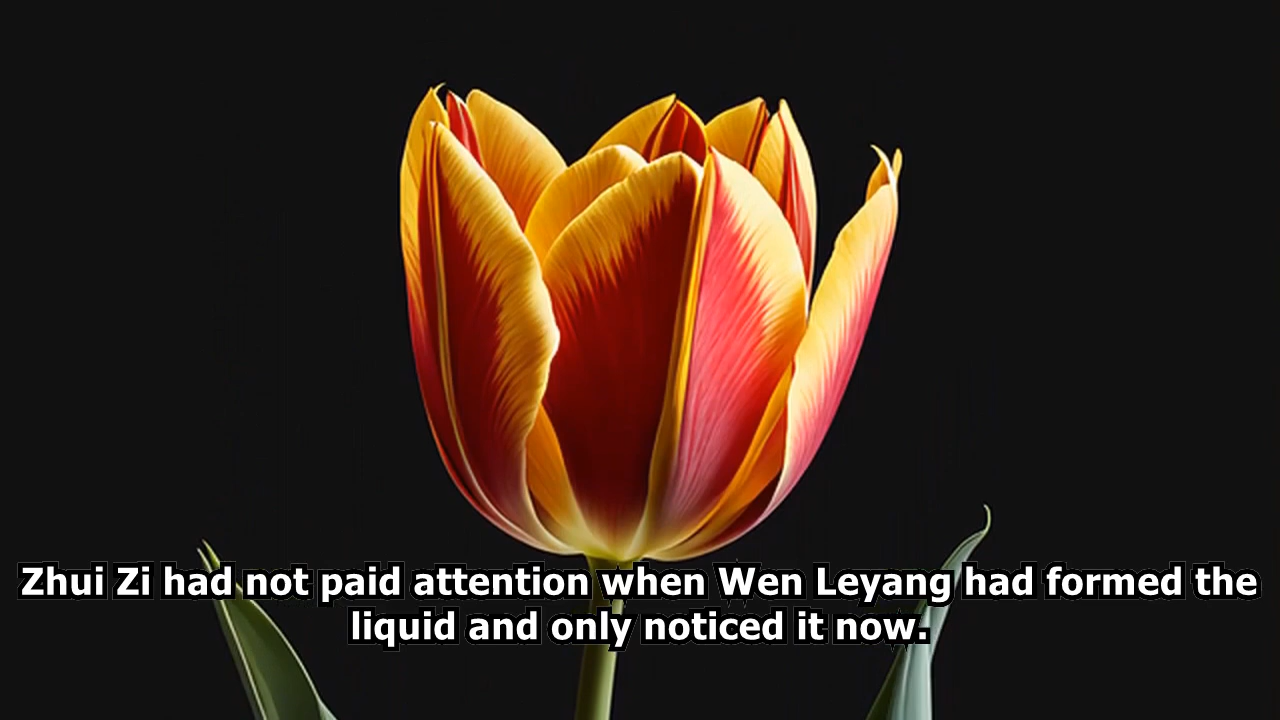 Zhui Zi had not paid attention when Wen Leyang had formed the
liquid and only noticed it now.